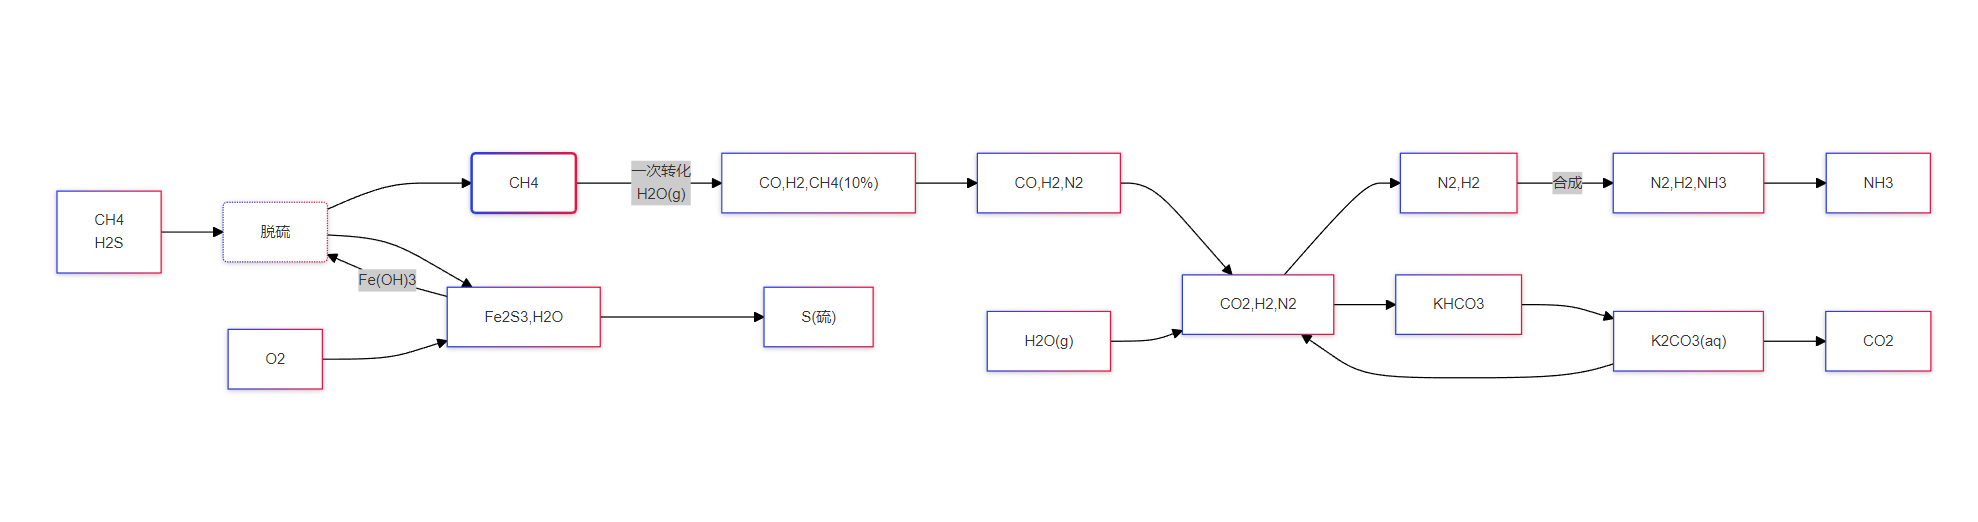 CH4
H2S
脱硫
O2
CH4
Fe(OH)3
Fe2S3,H2O
一次转化
H2O(g)
CO,H2,CH4(10%)
S(硫)
CO,H2,N2
H2O(g)
CO2,H2,N2
N2,H2
KHCO3
合成
N2,H2,NH3
K2CO3(aq)
NH3
CO2